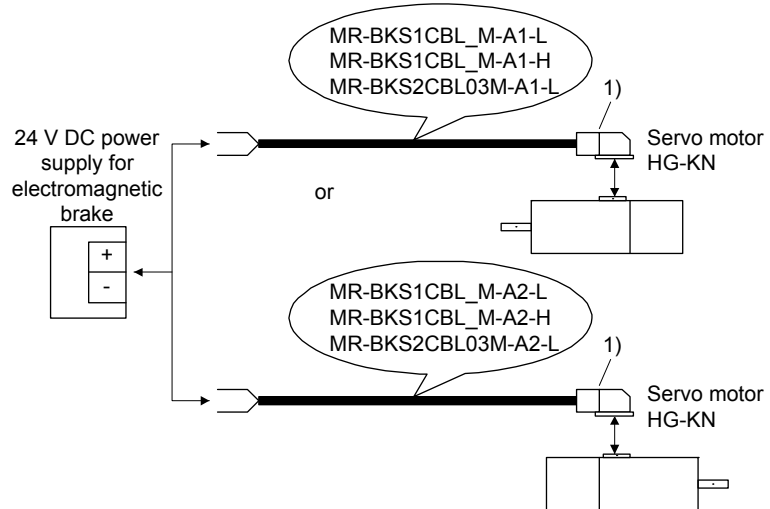 MR-BKS1CBL_M-A1-L
MR-BKS1CBL_M-A1-H
MR-BKS2CBL03M-A1-L
1)
24 V DC power
supply for
electromagnetic
brake
Servo motor
HG-KN
or
+
-
MR-BKS1CBL_M-A2-L
MR-BKS1CBL_M-A2-H
MR-BKS2CBL03M-A2-L
1)
Servo motor
HG-KN